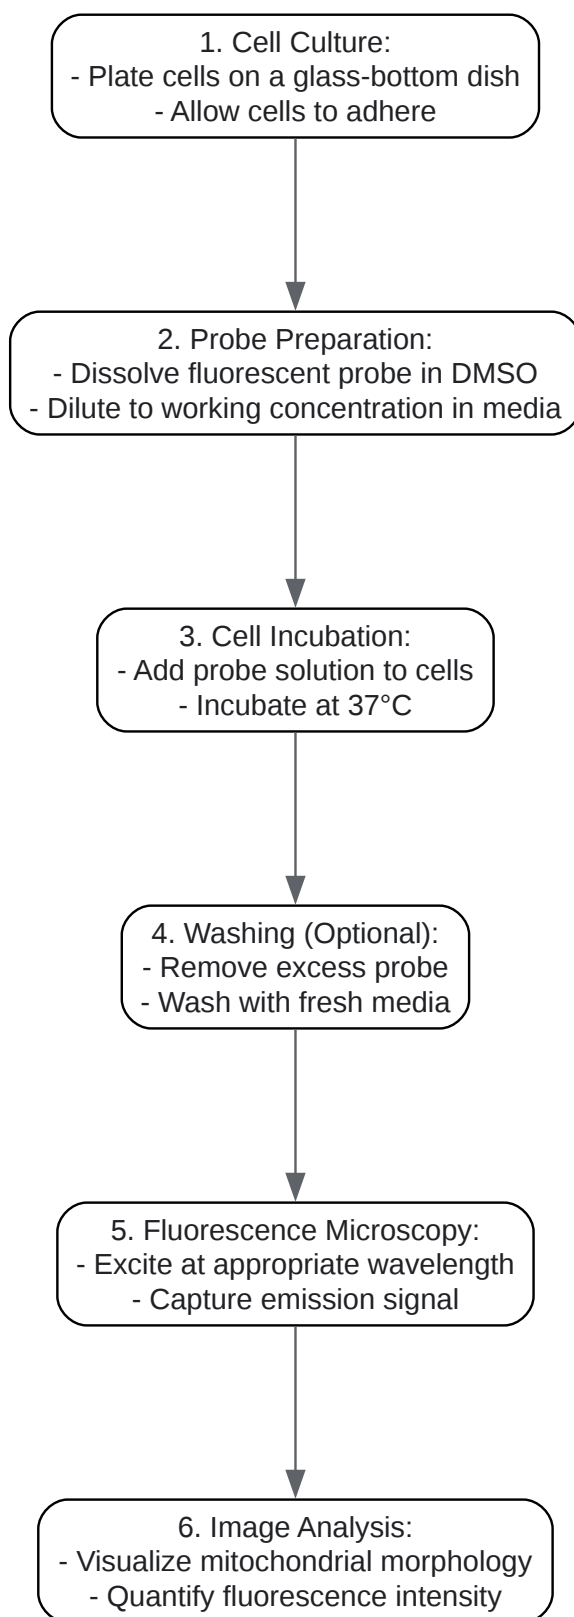 1. Cell Culture:
- Plate cells on a glass-bottom dish
- Allow cells to adhere
2. Probe Preparation:
- Dissolve fluorescent probe in DMSO
- Dilute to working concentration in media
3. Cell Incubation:
- Add probe solution to cells
- Incubate at 37°C
4. Washing (Optional):
- Remove excess probe
- Wash with fresh media
5. Fluorescence Microscopy:
- Excite at appropriate wavelength
- Capture emission signal
6. Image Analysis:
- Visualize mitochondrial morphology
- Quantify fluorescence intensity